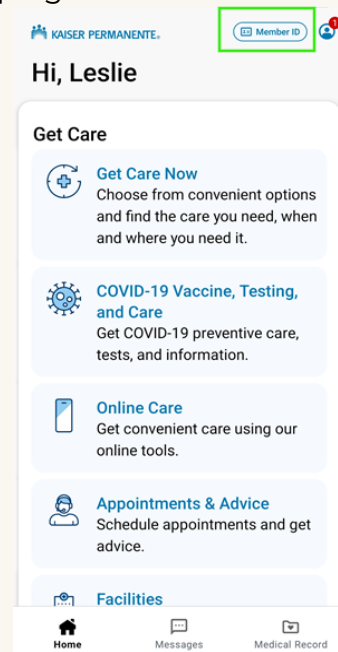 KAISER PERMANENTE®
Member ID
1
Hi, Leslie
Get Care
Get Care Now
Choose from convenient options
and find the care you need, when
and where you need it.
COVID-19 Vaccine, Testing,
and Care
Get COVID-19 preventive care,
tests, and information.
Online Care
Get convenient care using our
online tools.
Appointments & Advice
Schedule appointments and get
advice.
Facilities
Home
Messages
Medical Record